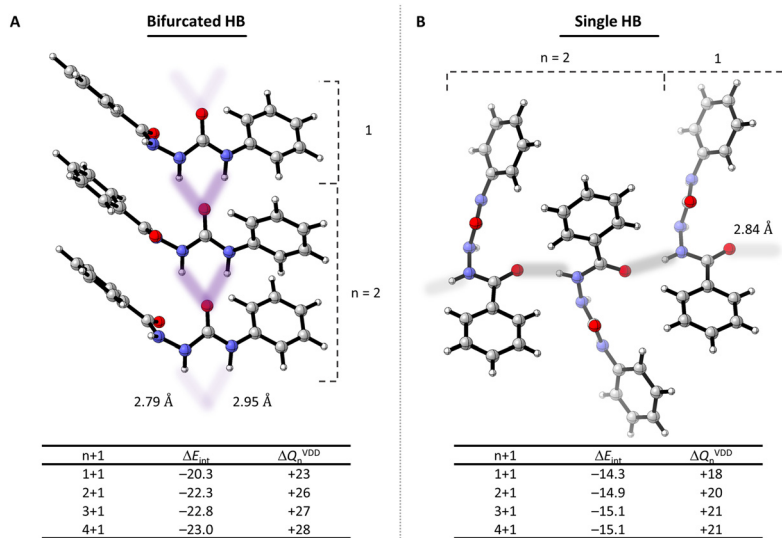 A
Bifurcated HB
1
n = 2
2.79 Å
2.95 Å
n+1 ΔEint ΔQnVDD
1+1 –20.3 +23
2+1 –22.3 +26
3+1 –22.8 +27
4+1 –23.0 +28
B
Single HB
n = 2
1
2.84 Å
n+1 ΔEint ΔQnVDD
1+1 –14.3 +18
2+1 –14.9 +20
3+1 –15.1 +21
4+1 –15.1 +21